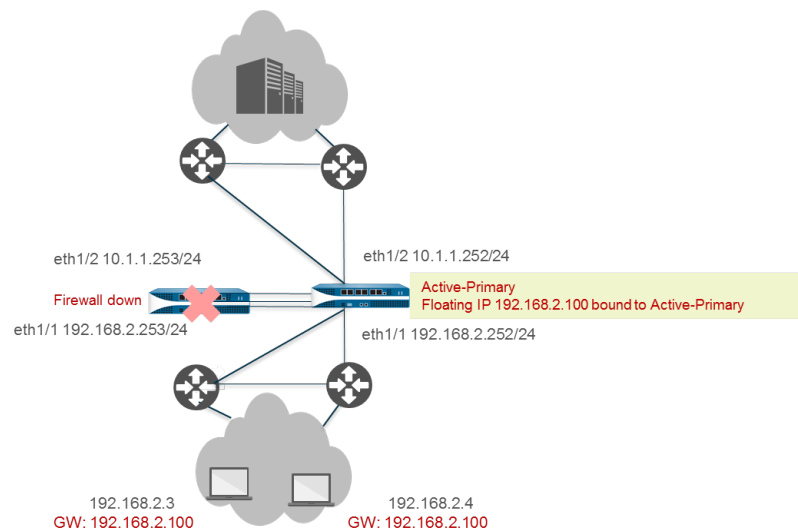 eth1/2 10.1.1.253/24
eth1/2 10.1.1.252/24
Firewall down
Active-Primary
Floating IP 192.168.2.100 bound to Active-Primary
eth1/1 192.168.2.253/24
eth1/1 192.168.2.252/24
192.168.2.3
GW: 192.168.2.100
192.168.2.4
GW: 192.168.2.100